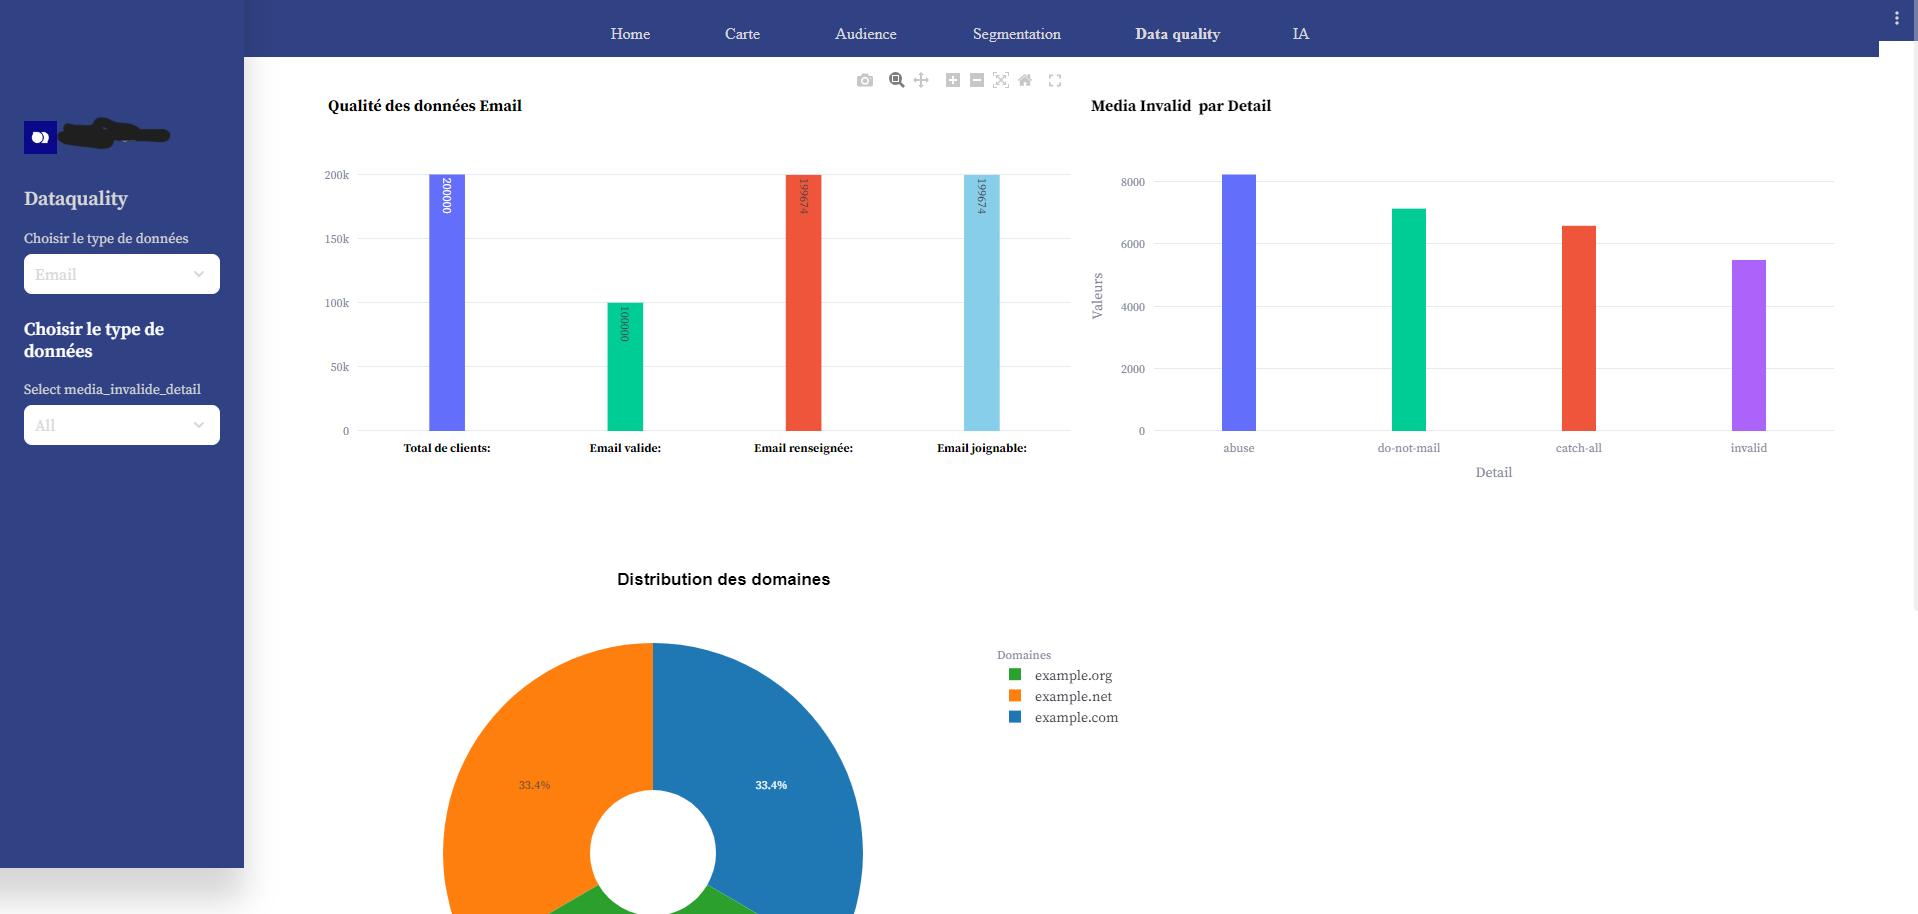 Home Carte Audience Segmentation Data quality IA
Dataquality
Choisir le type de données
Email
Choisir le type de
données
Select media_invalide_detail
All
Qualité des données Email
200k
150k
100k
50k
0
200000
100000
199674
199674
Total de clients: Email valide: Email renseignée: Email joignable:
Media Invalid par Detail
Valeurs
8000
6000
4000
2000
0
abuse do-not-mail catch-all invalid
Detail
Distribution des domaines
33.4%
33.4%
Domaines
example.org
example.net
example.com